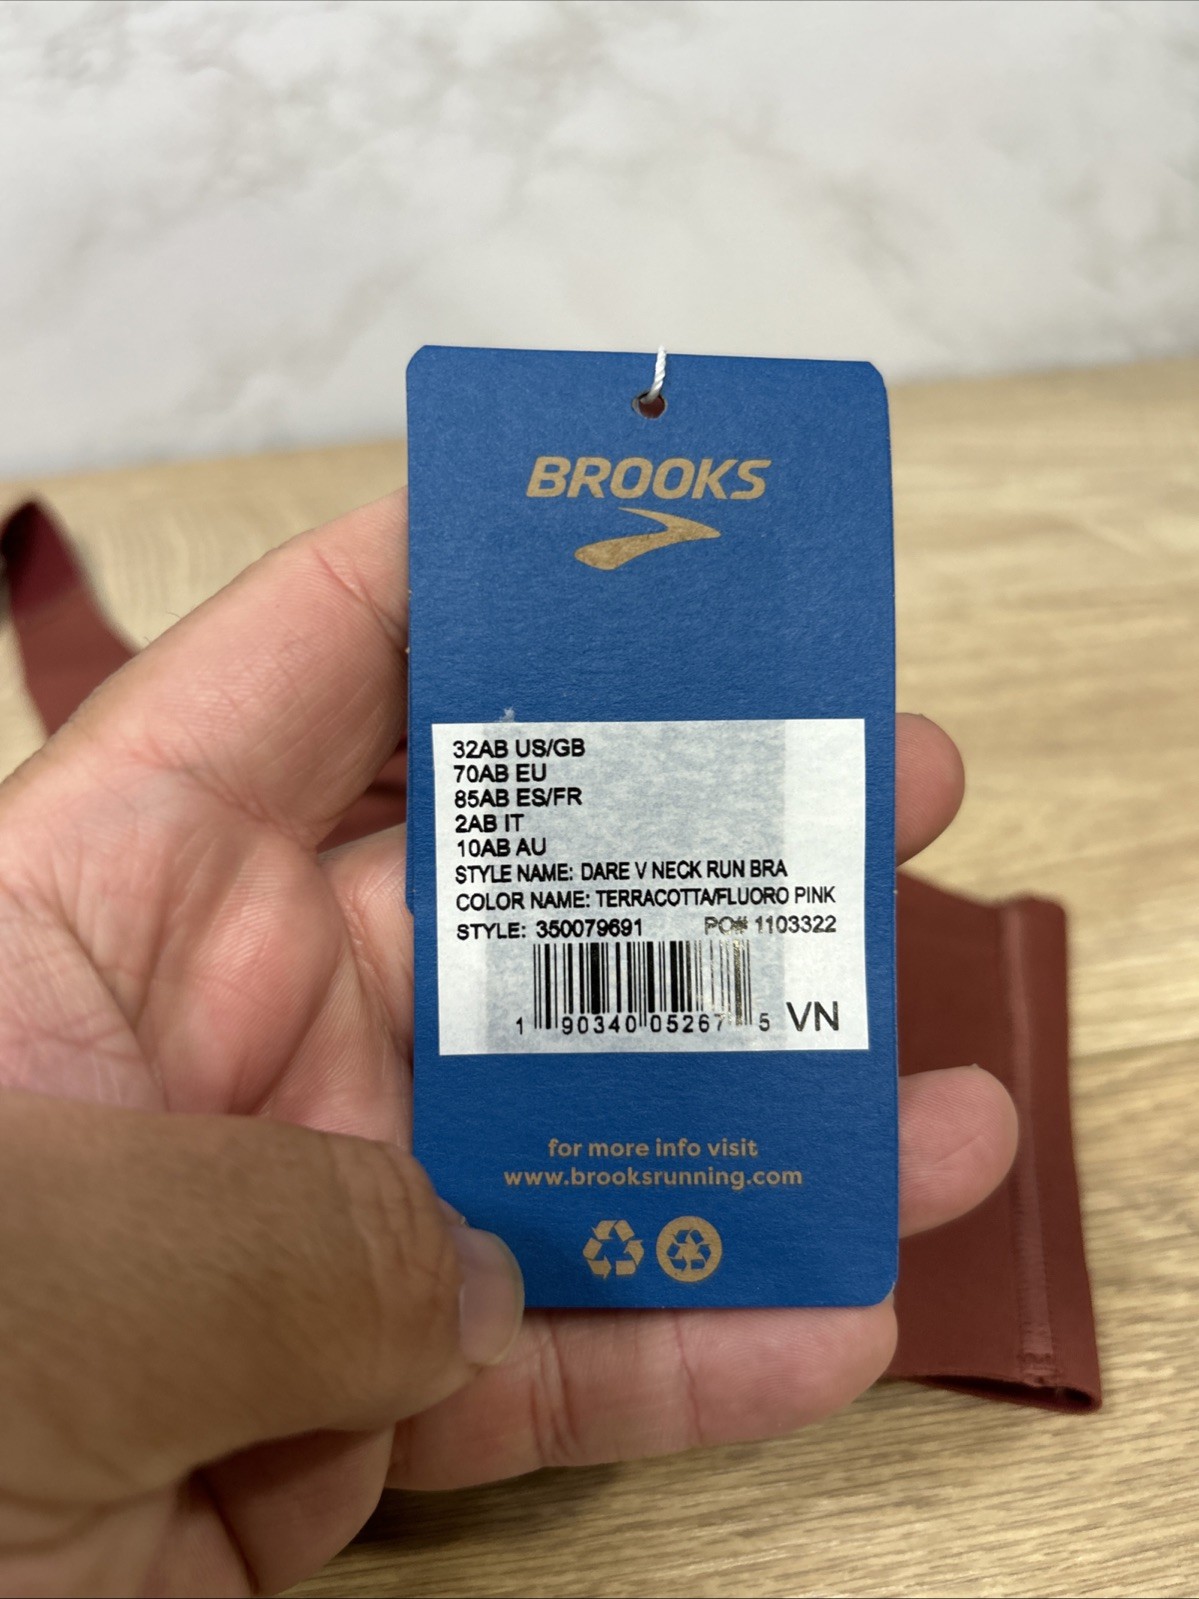 BROOKS
32AB US/GB
70AB EU
85AB ES/FR
2AB IT
10AB AU
STYLE NAME: DARE V NECK RUN BRA
COLOR NAME: TERRACOTTA/FLUORO PINK
STYLE: 350079691 PO# 1103322
1 90340 05267 5 VN
for more info visit
www.brooksrunning.com